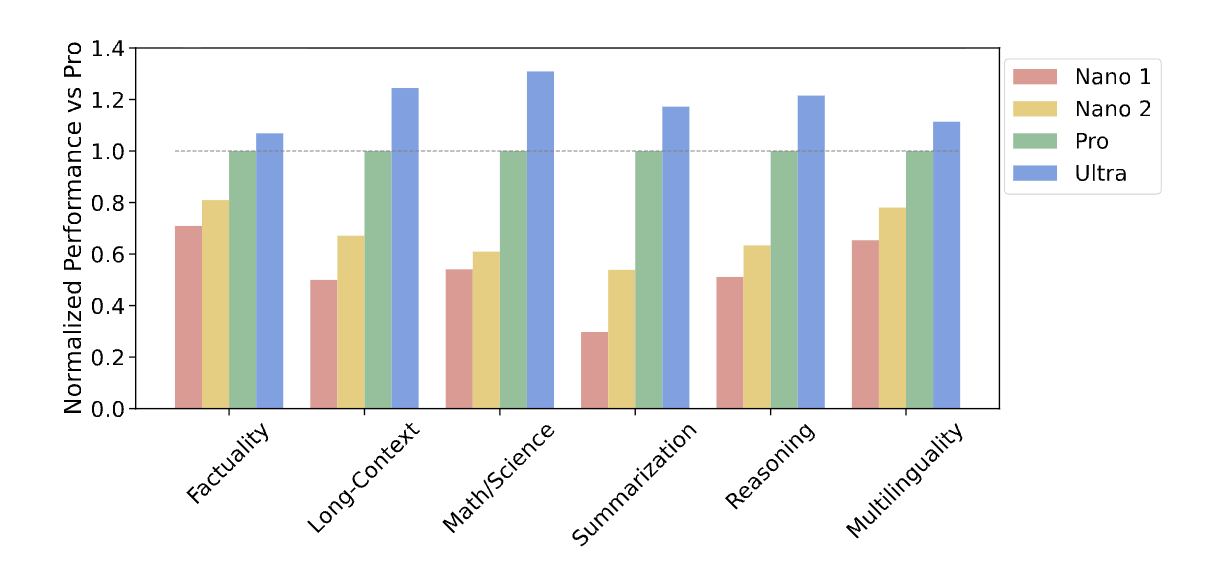 Normalized Performance vs Pro
1.4
1.2
1.0
0.8
0.6
0.4
0.2
0.0
Factuality
Long-Context
Math/Science
Summarization
Reasoning
Multilinguality
Nano 1
Nano 2
Pro
Ultra